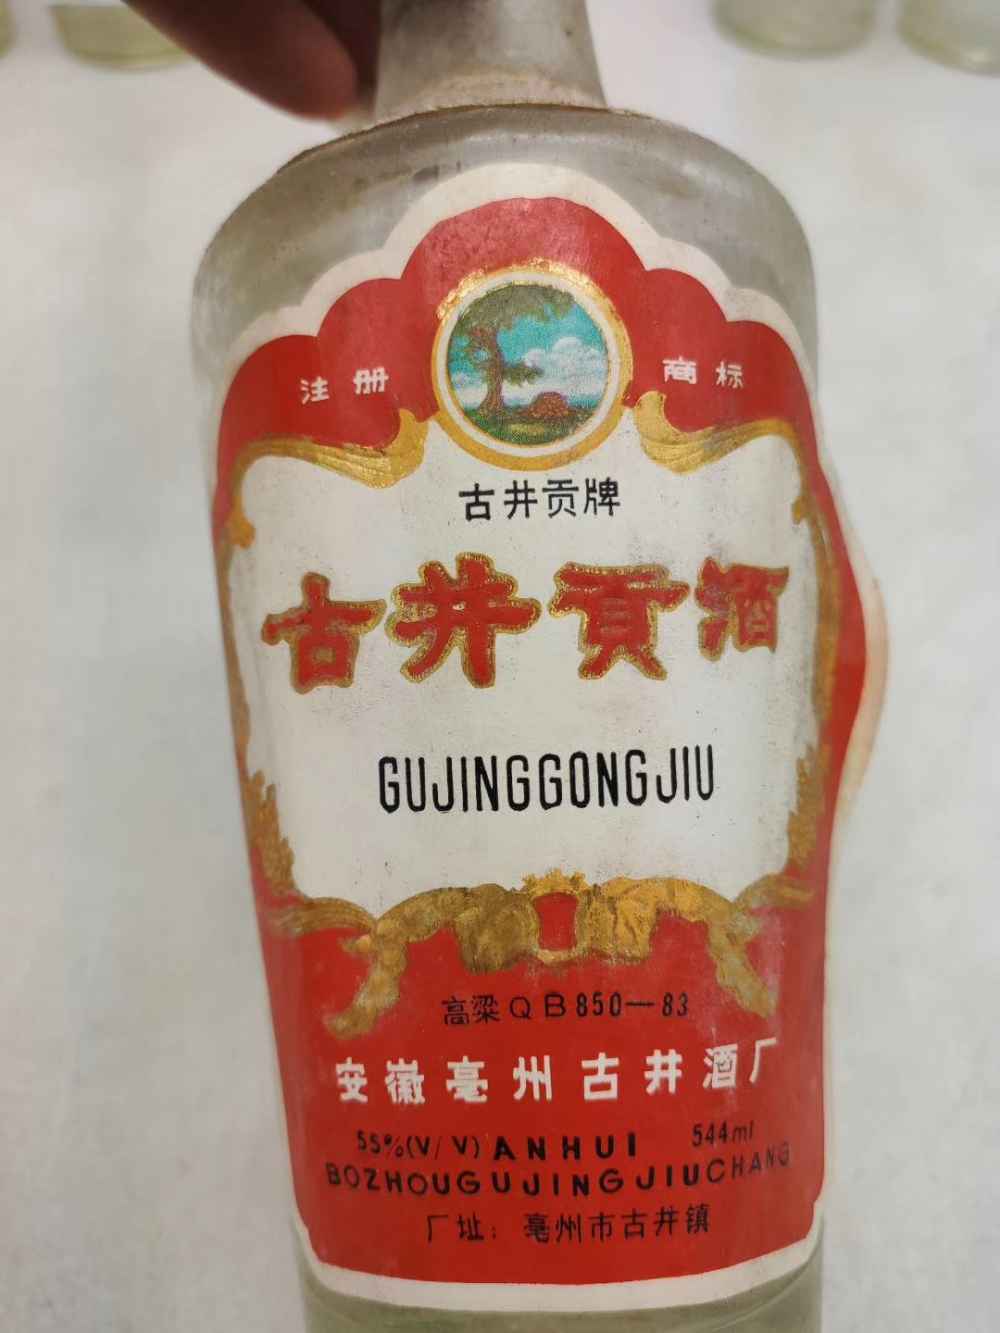 注册 商标
古井贡牌
古井贡酒
GUJINGGONGJIU
高粱QB850—83
安徽亳州古井酒厂
55%(V/V) ANHUI 544ml
BOZHOUGUJINGJIUCHANG
厂址：亳州市古井镇